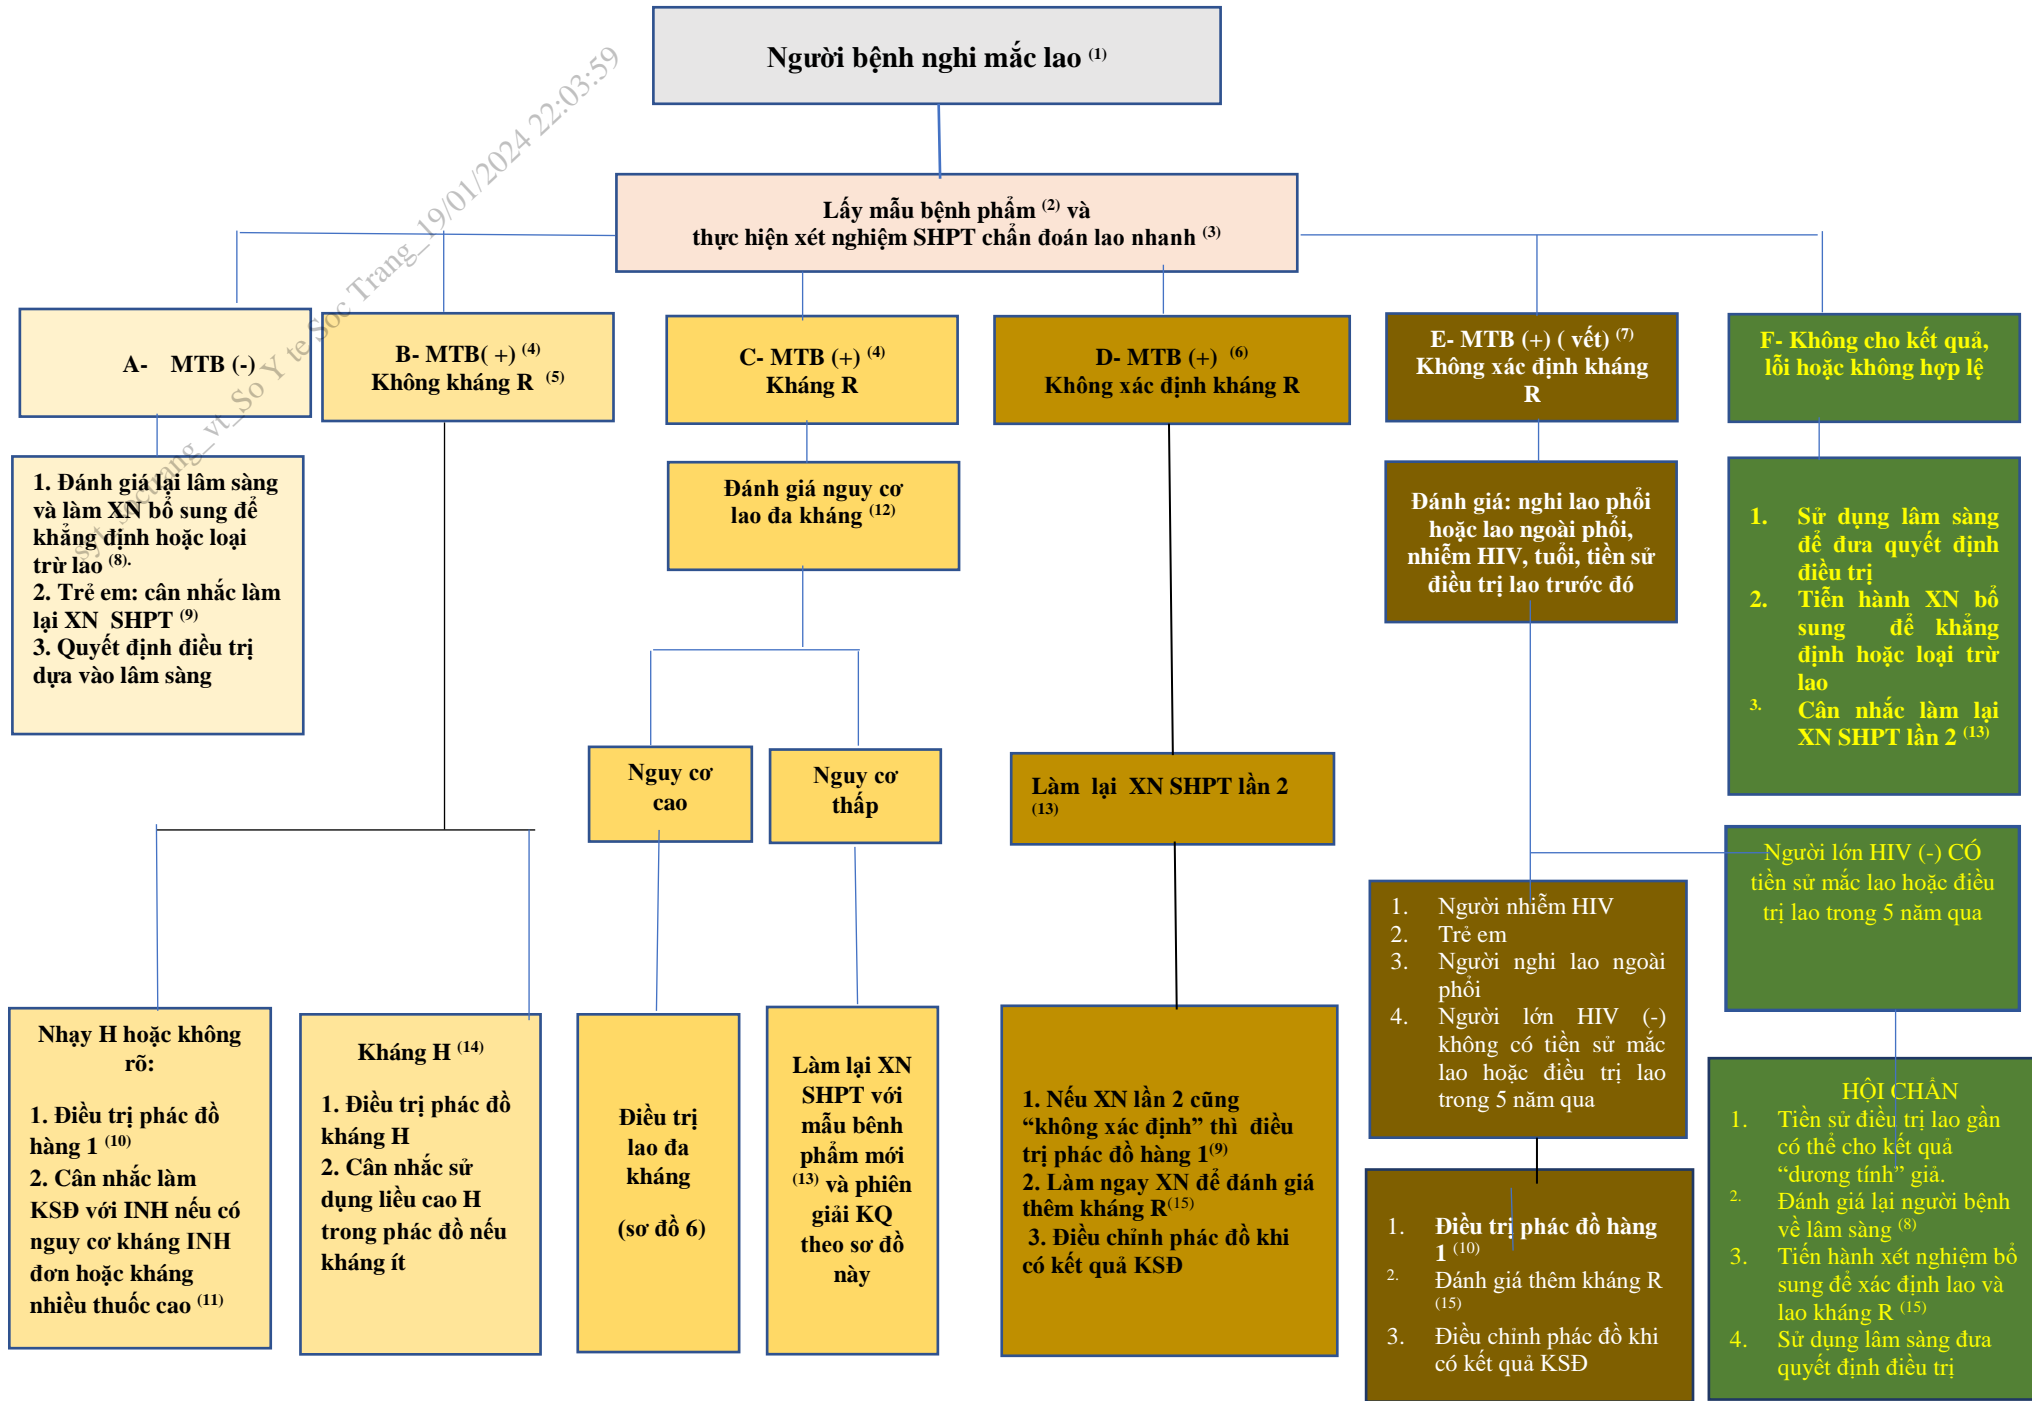 Người bệnh nghi mắc lao (1)
Lấy mẫu bệnh phẩm (2) và
thực hiện xét nghiệm SHPT chẩn đoán lao nhanh (3)
syt_soctrang_vt_So Y te Soc Trang_19/01/2024 22:03:59
A- MTB (-)
B- MTB( +) (4)
Không kháng R (5)
C- MTB (+) (4)
Kháng R
D- MTB (+) (6)
Không xác định kháng R
E- MTB (+) ( vết) (7)
Không xác định kháng
R
F- Không cho kết quả,
lỗi hoặc không hợp lệ
1. Đánh giá lại lâm sàng
và làm XN bổ sung để
khẳng định hoặc loại
trừ lao (8).
2. Trẻ em: cân nhắc làm
lại XN SHPT (9)
3. Quyết định điều trị
dựa vào lâm sàng
Đánh giá nguy cơ
lao đa kháng (12)
Đánh giá: nghi lao phổi
hoặc lao ngoài phổi,
nhiễm HIV, tuổi, tiền sử
điều trị lao trước đó
1. Sử dụng lâm sàng
để đưa quyết định
điều trị
2. Tiến hành XN bổ
sung để khẳng
định hoặc loại trừ
lao
3. Cân nhắc làm lại
XN SHPT lần 2 (13)
Nguy cơ
cao
Nguy cơ
thấp
Làm lại XN SHPT lần 2
(13)
Người lớn HIV (-) CÓ
tiền sử mắc lao hoặc điều
trị lao trong 5 năm qua
1. Người nhiễm HIV
2. Trẻ em
3. Người nghi lao ngoài
phổi
4. Người lớn HIV (-)
không có tiền sử mắc
lao hoặc điều trị lao
trong 5 năm qua
Nhạy H hoặc không
rõ:
1. Điều trị phác đồ
hàng 1 (10)
2. Cân nhắc làm
KSĐ với INH nếu có
nguy cơ kháng INH
đơn hoặc kháng
nhiều thuốc cao (11)
Kháng H (14)
1. Điều trị phác đồ
kháng H
2. Cân nhắc sử
dụng liều cao H
trong phác đồ nếu
kháng ít
Điều trị
lao đa
kháng
(sơ đồ 6)
Làm lại XN
SHPT với
mẫu bênh
phẩm mới
(13) và phiên
giải KQ
theo sơ đồ
này
1. Nếu XN lần 2 cũng
“không xác định” thì điều
trị phác đồ hàng 1(9)
2. Làm ngay XN để đánh giá
thêm kháng R(15)
3. Điều chỉnh phác đồ khi
có kết quả KSĐ
1. Điều trị phác đồ hàng
1 (10)
2. Đánh giá thêm kháng R
(15)
3. Điều chỉnh phác đồ khi
có kết quả KSĐ
HỘI CHẨN
1. Tiền sử điều trị lao gần
có thể cho kết quả
“dương tính” giả.
2. Đánh giá lại người bệnh
về lâm sàng (8)
3. Tiến hành xét nghiệm bổ
sung để xác định lao và
lao kháng R (15)
4. Sử dụng lâm sàng đưa
quyết định điều trị